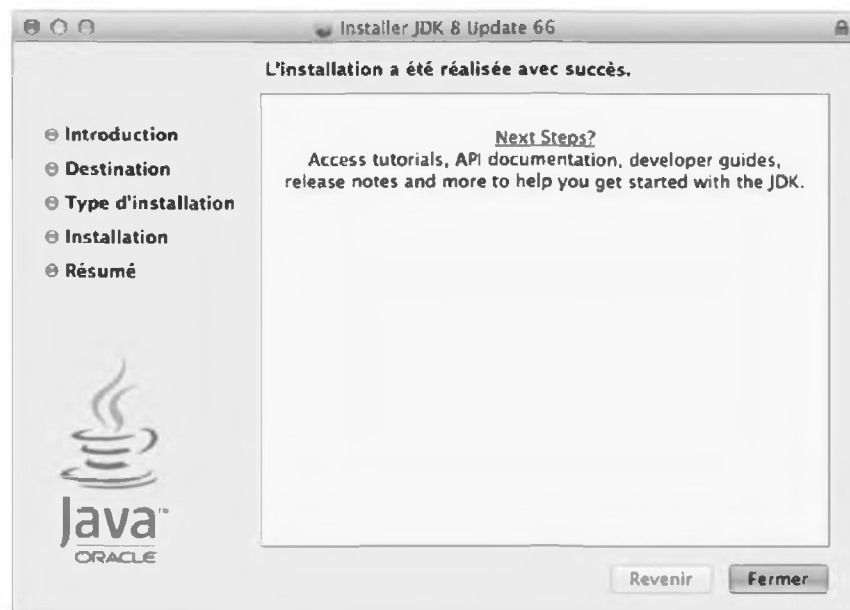 Installer JDK 8 Update 66
L'installation a été réalisée avec succès.
Introduction
Destination
Type d'installation
Installation
Résumé
Next Steps?
Access tutorials, API documentation, developer guides,
release notes and more to help you get started with the JDK.
Java™
ORACLE
Revenir
Fermer